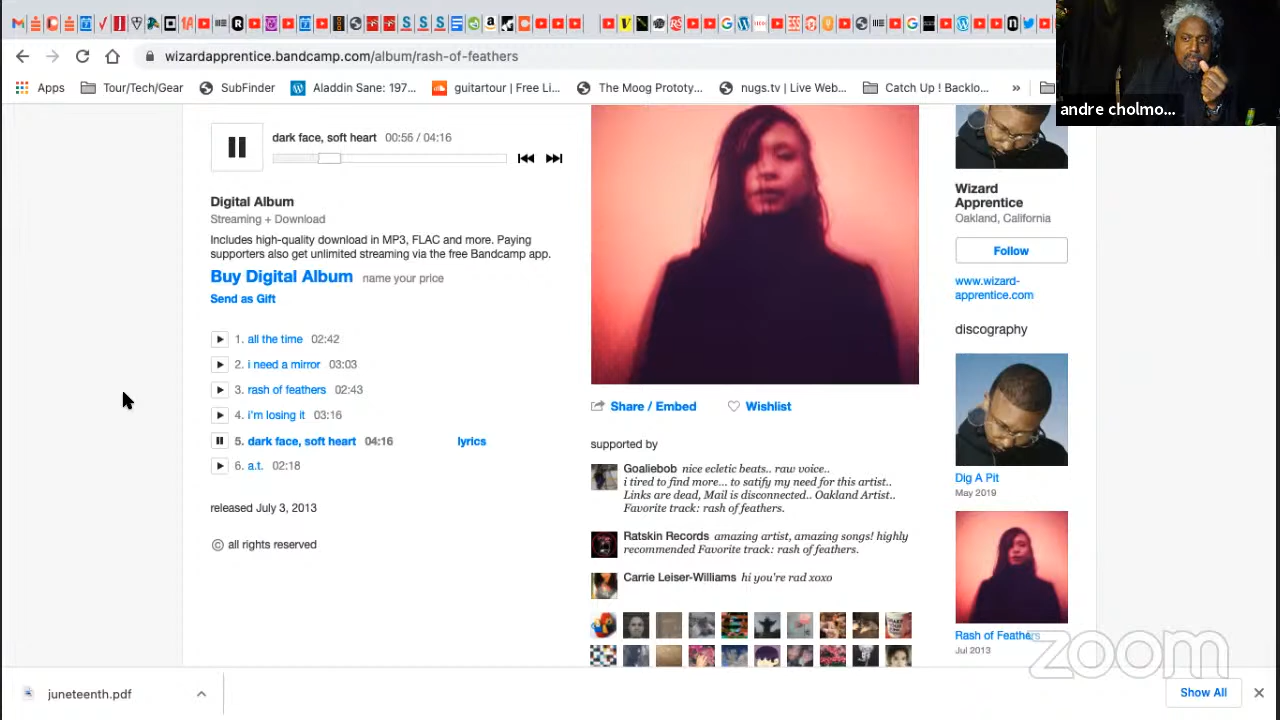 wizardapprentice.bandcamp.com/album/rash-of-feathers
Apps Tour/Tech/Gear SubFinder Aladdin Sane: 197... guitartour | Free Li... The Moog Prototy... nugs.tv | Live Web... Catch Up ! Backlo... »
andre cholmo...
dark face, soft heart 00:56 / 04:16
Digital Album
Streaming + Download
Includes high-quality download in MP3, FLAC and more. Paying
supporters also get unlimited streaming via the free Bandcamp app.
Buy Digital Album name your price
Send as Gift
1. all the time 02:42
2. i need a mirror 03:03
3. rash of feathers 02:43
4. i'm losing it 03:16
5. dark face, soft heart 04:16 lyrics
6. a.t. 02:18
released July 3, 2013
© all rights reserved
Share / Embed Wishlist
supported by
Goaliebob nice ecletic beats.. raw voice..
i tired to find more... to satify my need for this artist..
Links are dead, Mail is disconnected.. Oakland Artist..
Favorite track: rash of feathers.
Ratskin Records amazing artist, amazing songs! highly
recommended Favorite track: rash of feathers.
Carrie Leiser-Williams hi you're rad xoxo
Wizard
Apprentice
Oakland, California
Follow
www.wizard-
apprentice.com
discography
Dig A Pit
May 2019
Rash of Feathers
Jul 2013
zoom
juneteenth.pdf
Show All